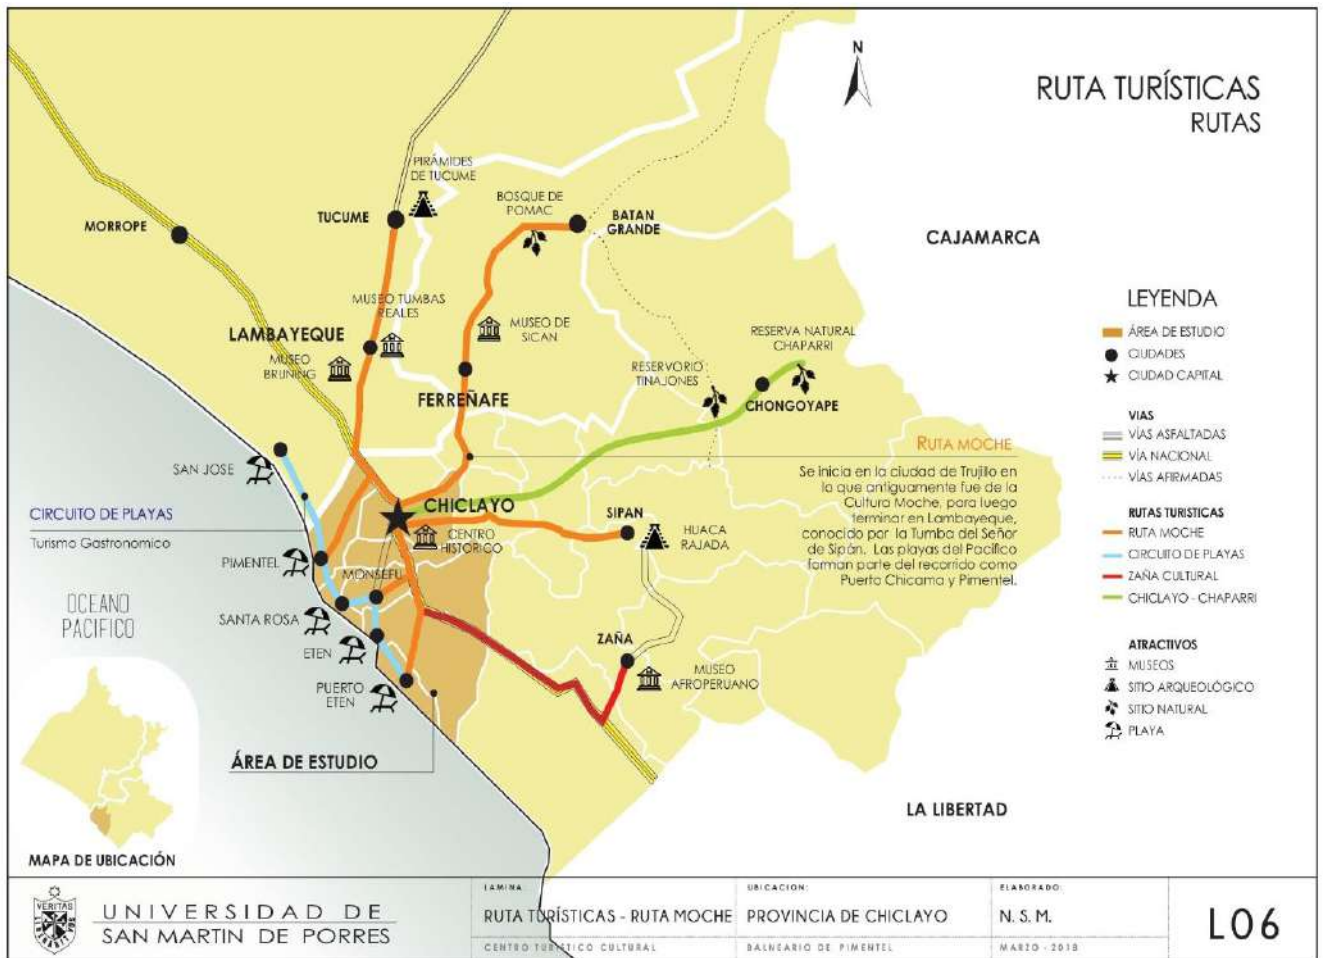 RUTA TURÍSTICAS
RUTAS
N
PIRÁMIDES
DE TUCUME
TUCUME
BOSQUE DE
POMAC
BATAN
GRANDE
MORROPE
CAJAMARCA
MUSEO TUMBAS
REALES
LAMBAYEQUE
MUSEO
BRUNING
MUSEO DE
SICAN
FERREÑAFE
RESERVA NATURAL
CHAPARRI
RESERVORIO
TINAJONES
CHONGOYAPE
LEYENDA
ÁREA DE ESTUDIO
CIUDADES
CIUDAD CAPITAL
VIAS
VÍAS ASFALTADAS
VÍA NACIONAL
VÍAS AFIRMADAS
RUTAS TURISTICAS
RUTA MOCHE
CIRCUITO DE PLAYAS
ZAÑA CULTURAL
CHICLAYO - CHAPARRI
ATRACTIVOS
MUSEOS
SITIO ARQUEOLÓGICO
SITIO NATURAL
PLAYA
RUTA MOCHE
Se inicia en la ciudad de Trujillo en
lo que antiguamente fue de la
Cultura Moche, para luego
terminar en Lambayeque,
conocido por la Tumba del Señor
de Sipán. Las playas del Pacífico
forman parte del recorrido como
Puerto Chicama y Pimentel.
SAN JOSE
CIRCUITO DE PLAYAS
Turismo Gastronomico
CHICLAYO
CENTRO
HISTORICO
SIPAN
HUACA
RAJADA
PIMENTEL
MONSEFU
OCEANO
PACIFICO
SANTA ROSA
ETEN
PUERTO
ETEN
ZAÑA
MUSEO
AFROPERUANO
ÁREA DE ESTUDIO
LA LIBERTAD
MAPA DE UBICACIÓN
VERITAS
UNIVERSIDAD DE
SAN MARTIN DE PORRES
LAMINA
RUTA TURÍSTICAS - RUTA MOCHE
CENTRO TURISTICO CULTURAL
UBICACION:
PROVINCIA DE CHICLAYO
BALNEARIO DE PIMENTEL
ELABORADO:
N. S. M.
MARZO - 2018
L06